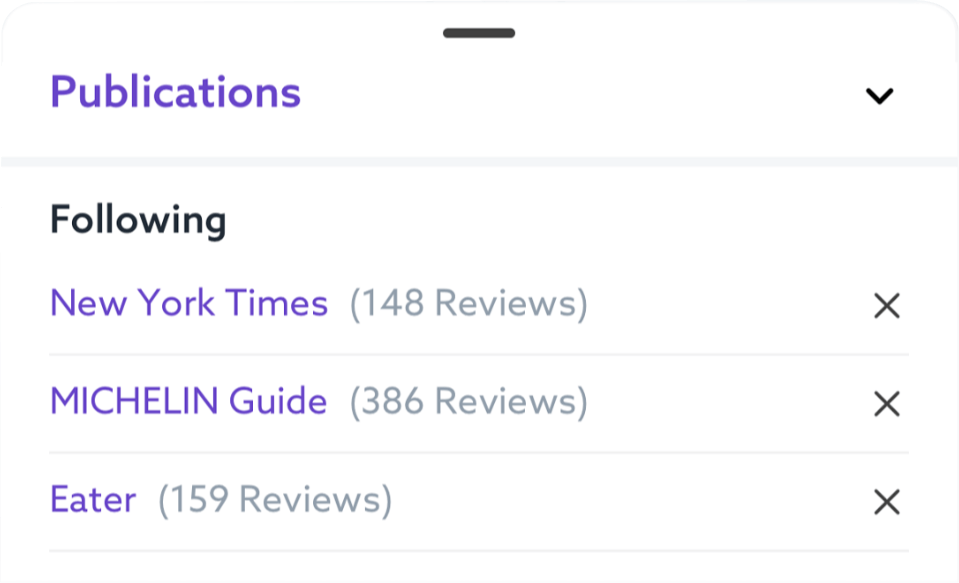 Publications
Following
New York Times (148 Reviews)
MICHELIN Guide (386 Reviews)
Eater (159 Reviews)